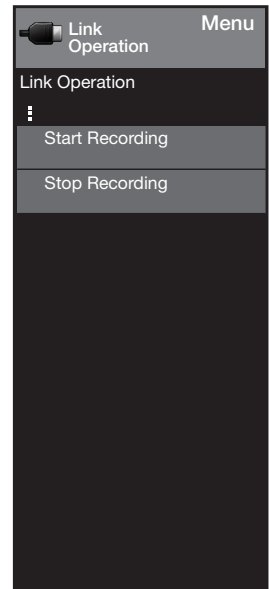 Link
Operation
Menu
Link Operation
Start Recording
Stop Recording